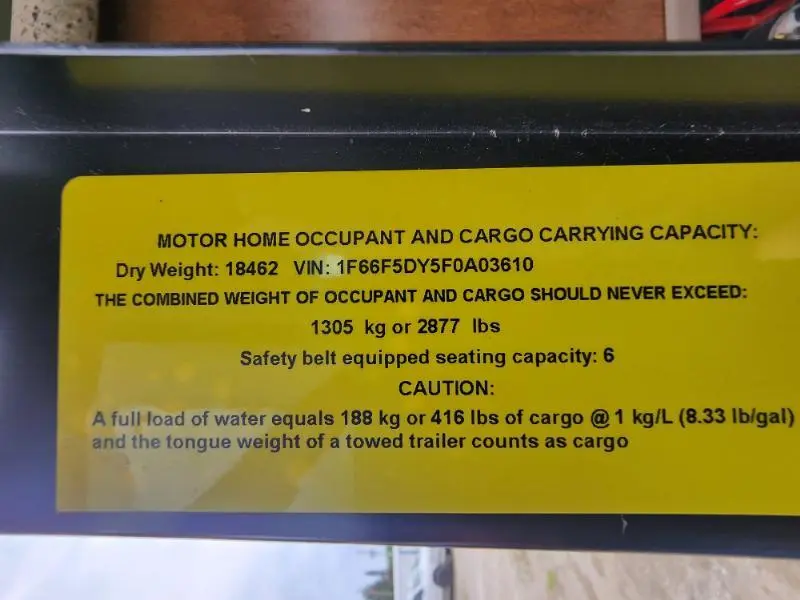 MOTOR HOME OCCUPANT AND CARGO CARRYING CAPACITY:
Dry Weight: 18462 VIN: 1F66F5DY5F0A03610
THE COMBINED WEIGHT OF OCCUPANT AND CARGO SHOULD NEVER EXCEED:
1305 kg or 2877 lbs
Safety belt equipped seating capacity: 6
CAUTION:
A full load of water equals 188 kg or 416 lbs of cargo @ 1 kg/L (8.33 lb/gal)
and the tongue weight of a towed trailer counts as cargo